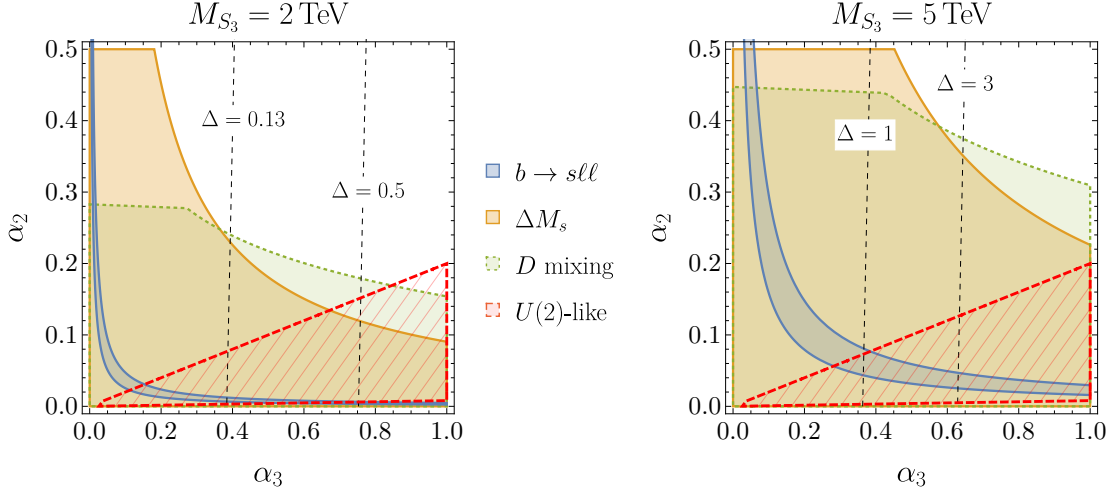 M_{S_3} = 2 TeV
0.5
0.4
0.3
0.2
0.1
0.0
α_2
Δ = 0.13
Δ = 0.5
0.0 0.2 0.4 0.6 0.8 1.0
α_3
b → sℓℓ
ΔM_s
D mixing
U(2)-like
M_{S_3} = 5 TeV
0.5
0.4
0.3
0.2
0.1
0.0
α_2
Δ = 3
Δ = 1
0.0 0.2 0.4 0.6 0.8 1.0
α_3